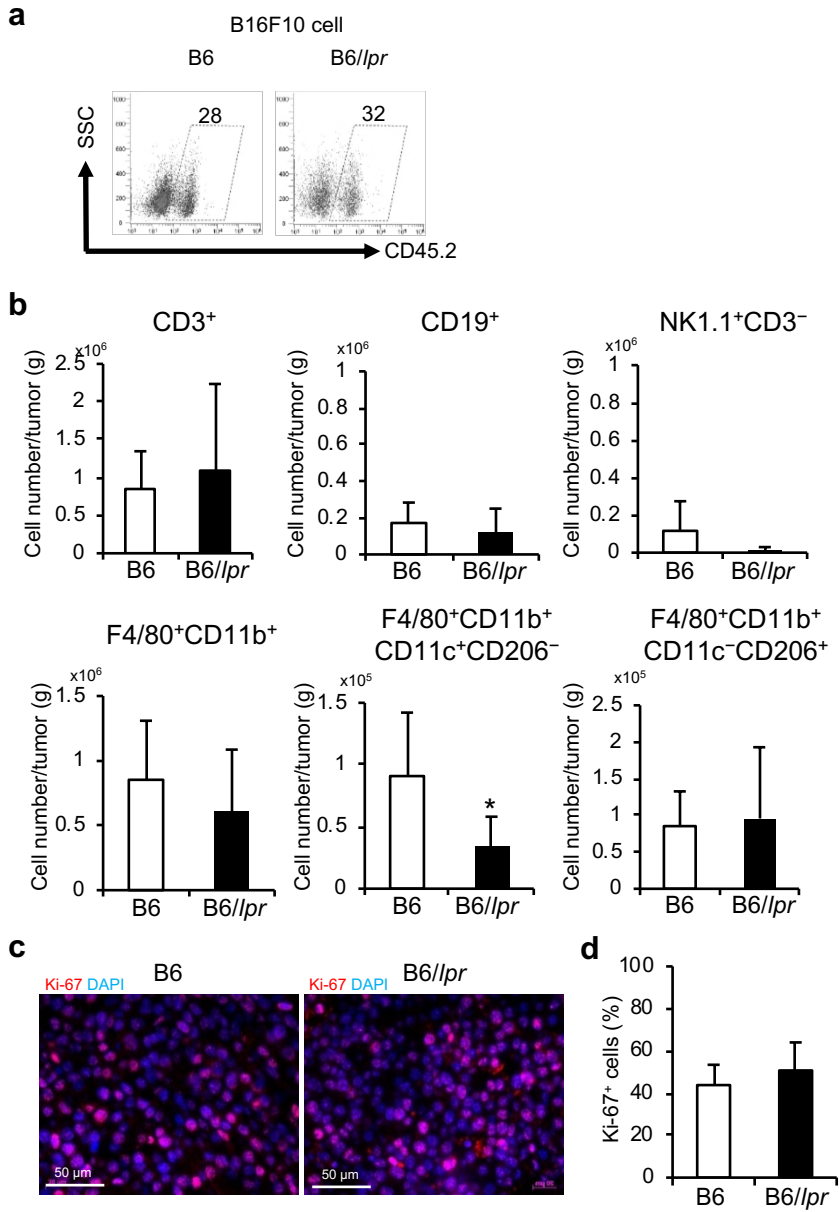 a
B16F10 cell
B6 B6/lpr
SSC
1000
800
600
400
200
0
28
32
CD45.2
b
CD3⁺
x10⁶
Cell number/tumor (g)
2.5
2
1.5
1
0.5
0
B6 B6/lpr
CD19⁺
x10⁶
Cell number/tumor (g)
1
0.8
0.6
0.4
0.2
0
B6 B6/lpr
NK1.1⁺CD3⁻
x10⁶
Cell number/tumor (g)
1
0.8
0.6
0.4
0.2
0
B6 B6/lpr
F4/80⁺CD11b⁺
x10⁶
Cell number/tumor (g)
1.5
1
0.5
0
B6 B6/lpr
F4/80⁺CD11b⁺
CD11c⁺CD206⁻
x10⁵
Cell number/tumor (g)
1.5
1
0.5
0
*
B6 B6/lpr
F4/80⁺CD11b⁺
CD11c⁻CD206⁺
x10⁵
Cell number/tumor (g)
2.5
2
1.5
1
0.5
0
B6 B6/lpr
c
B6
Ki-67 DAPI
50 μm
B6/lpr
Ki-67 DAPI
50 μm
d
Ki-67⁺ cells (%)
100
80
60
40
20
0
B6 B6/lpr